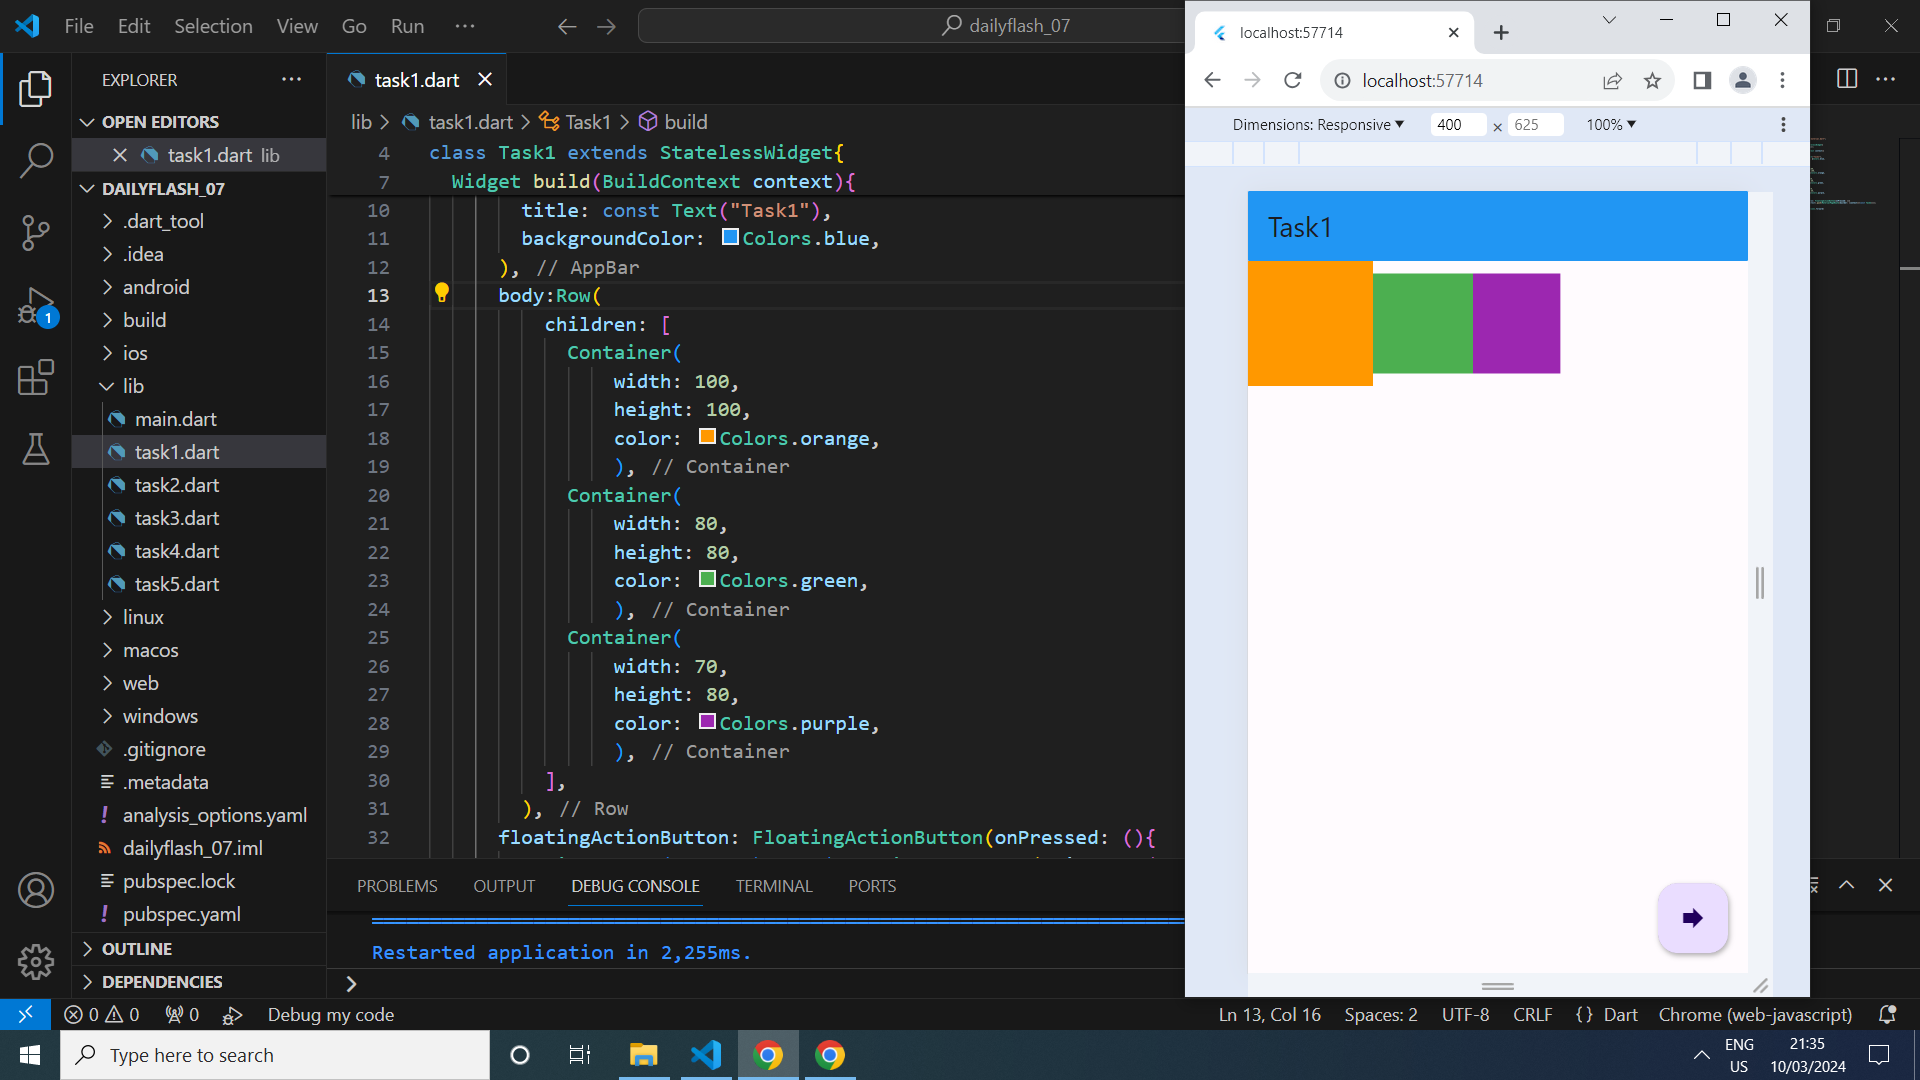 File Edit Selection View Go Run
dailyflash_07
EXPLORER
OPEN EDITORS
task1.dart lib
DAILYFLASH_07
.dart_tool
.idea
android
build
ios
lib
main.dart
task1.dart
task2.dart
task3.dart
task4.dart
task5.dart
linux
macos
web
windows
.gitignore
.metadata
analysis_options.yaml
dailyflash_07.iml
pubspec.lock
pubspec.yaml
OUTLINE
DEPENDENCIES
1
task1.dart
lib > task1.dart > Task1 > build
4 class Task1 extends StatelessWidget{
7 Widget build(BuildContext context){
10 title: const Text("Task1"),
11 backgroundColor: Colors.blue,
12 ), // AppBar
13 body:Row(
14 children: [
15 Container(
16 width: 100,
17 height: 100,
18 color: Colors.orange,
19 ), // Container
20 Container(
21 width: 80,
22 height: 80,
23 color: Colors.green,
24 ), // Container
25 Container(
26 width: 70,
27 height: 80,
28 color: Colors.purple,
29 ), // Container
30 ],
31 ), // Row
32 floatingActionButton: FloatingActionButton(onPressed: (){
PROBLEMS OUTPUT DEBUG CONSOLE TERMINAL PORTS
Restarted application in 2,255ms.
localhost:57714
localhost:57714
Dimensions: Responsive 400 × 625 100%
Task1
0 0 0 Debug my code
Ln 13, Col 16 Spaces: 2 UTF-8 CRLF {} Dart Chrome (web-javascript)
Type here to search
ENG
US
21:35
10/03/2024